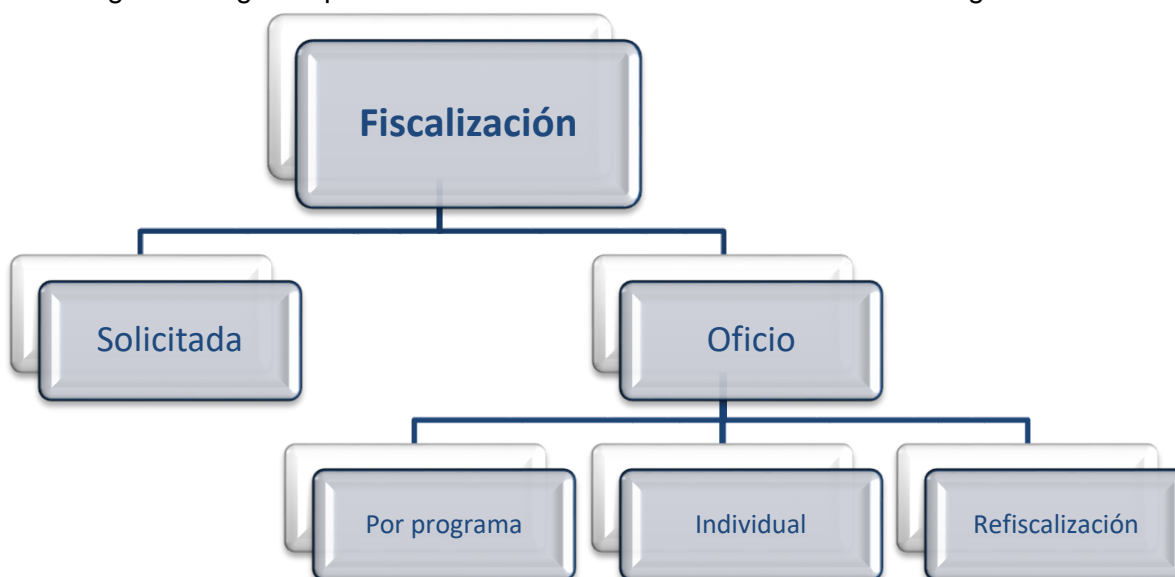 Fiscalización
Solicitada
Oficio
Por programa
Individual
Refiscalización